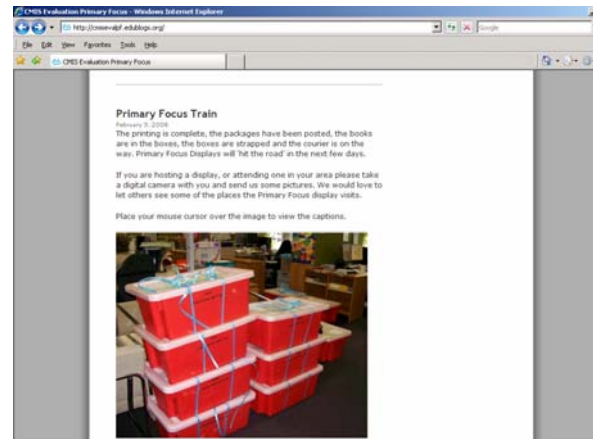 CMIS Evaluation Primary Focus - Windows Internet Explorer
http://cmisevalpf.edublogs.org/
Google
File Edit View Favorites Tools Help
CMIS Evaluation Primary Focus
Primary Focus Train
February 5, 2008
The printing is complete, the packages have been posted, the books
are in the boxes, the boxes are strapped and the courier is on the
way. Primary Focus Displays will 'hit the road' in the next few days.
If you are hosting a display, or attending one in your area please take
a digital camera with you and send us some pictures. We would love to
let others see some of the places the Primary Focus display visits.
Place your mouse cursor over the image to view the captions.